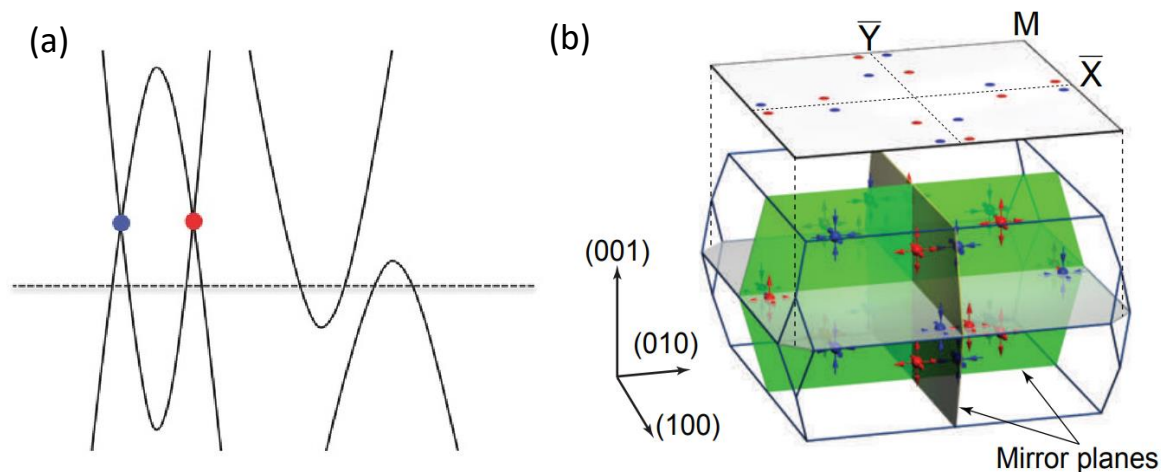 (a)
(b)
Y̅
M
X̅
(001)
(010)
(100)
Mirror planes